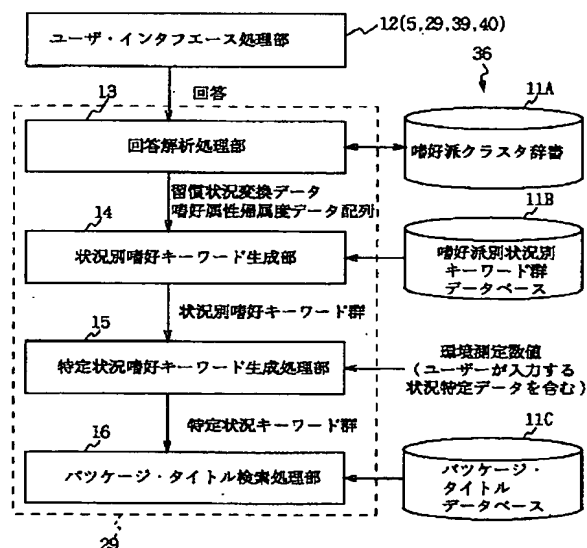 ユーザ・インタフエース処理部
12(5,29,39,40)
36
回答
13
11A
回答解析処理部
嗜好派クラスタ辞書
習慣状況変換データ
嗜好属性帰属度データ配列
11B
14
状況別嗜好キーワード生成部
嗜好派別状況別
キーワード群
データベース
状況別嗜好キーワード群
15
特定状況嗜好キーワード生成処理部
環境測定数値
(ユーザーが入力する
状況特定データを含む)
特定状況キーワード群
16
11C
パツケージ・タイトル検索処理部
パツケージ・
タイトル
データベース
29